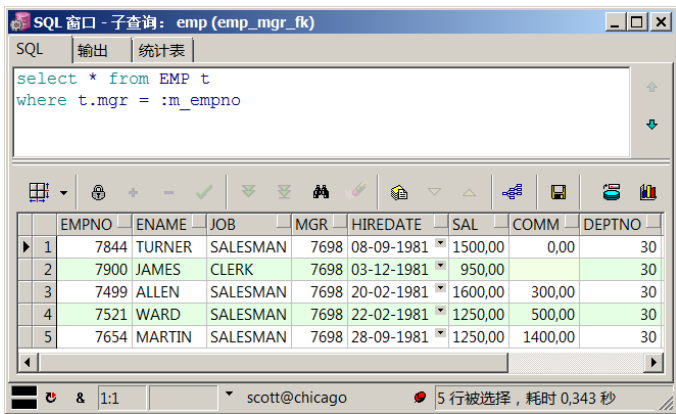 SQL 窗口 - 子查询： emp (emp_mgr_fk)
SQL 输出 统计表
select * from EMP t
where t.mgr = :m_empno
EMPNO ENAME JOB MGR HIREDATE SAL COMM DEPTNO
1 7844 TURNER SALESMAN 7698 08-09-1981 1500,00 0,00 30
2 7900 JAMES CLERK 7698 03-12-1981 950,00 30
3 7499 ALLEN SALESMAN 7698 20-02-1981 1600,00 300,00 30
4 7521 WARD SALESMAN 7698 22-02-1981 1250,00 500,00 30
5 7654 MARTIN SALESMAN 7698 28-09-1981 1250,00 1400,00 30
& 1:1 scott@chicago 5 行被选择，耗时 0,343 秒